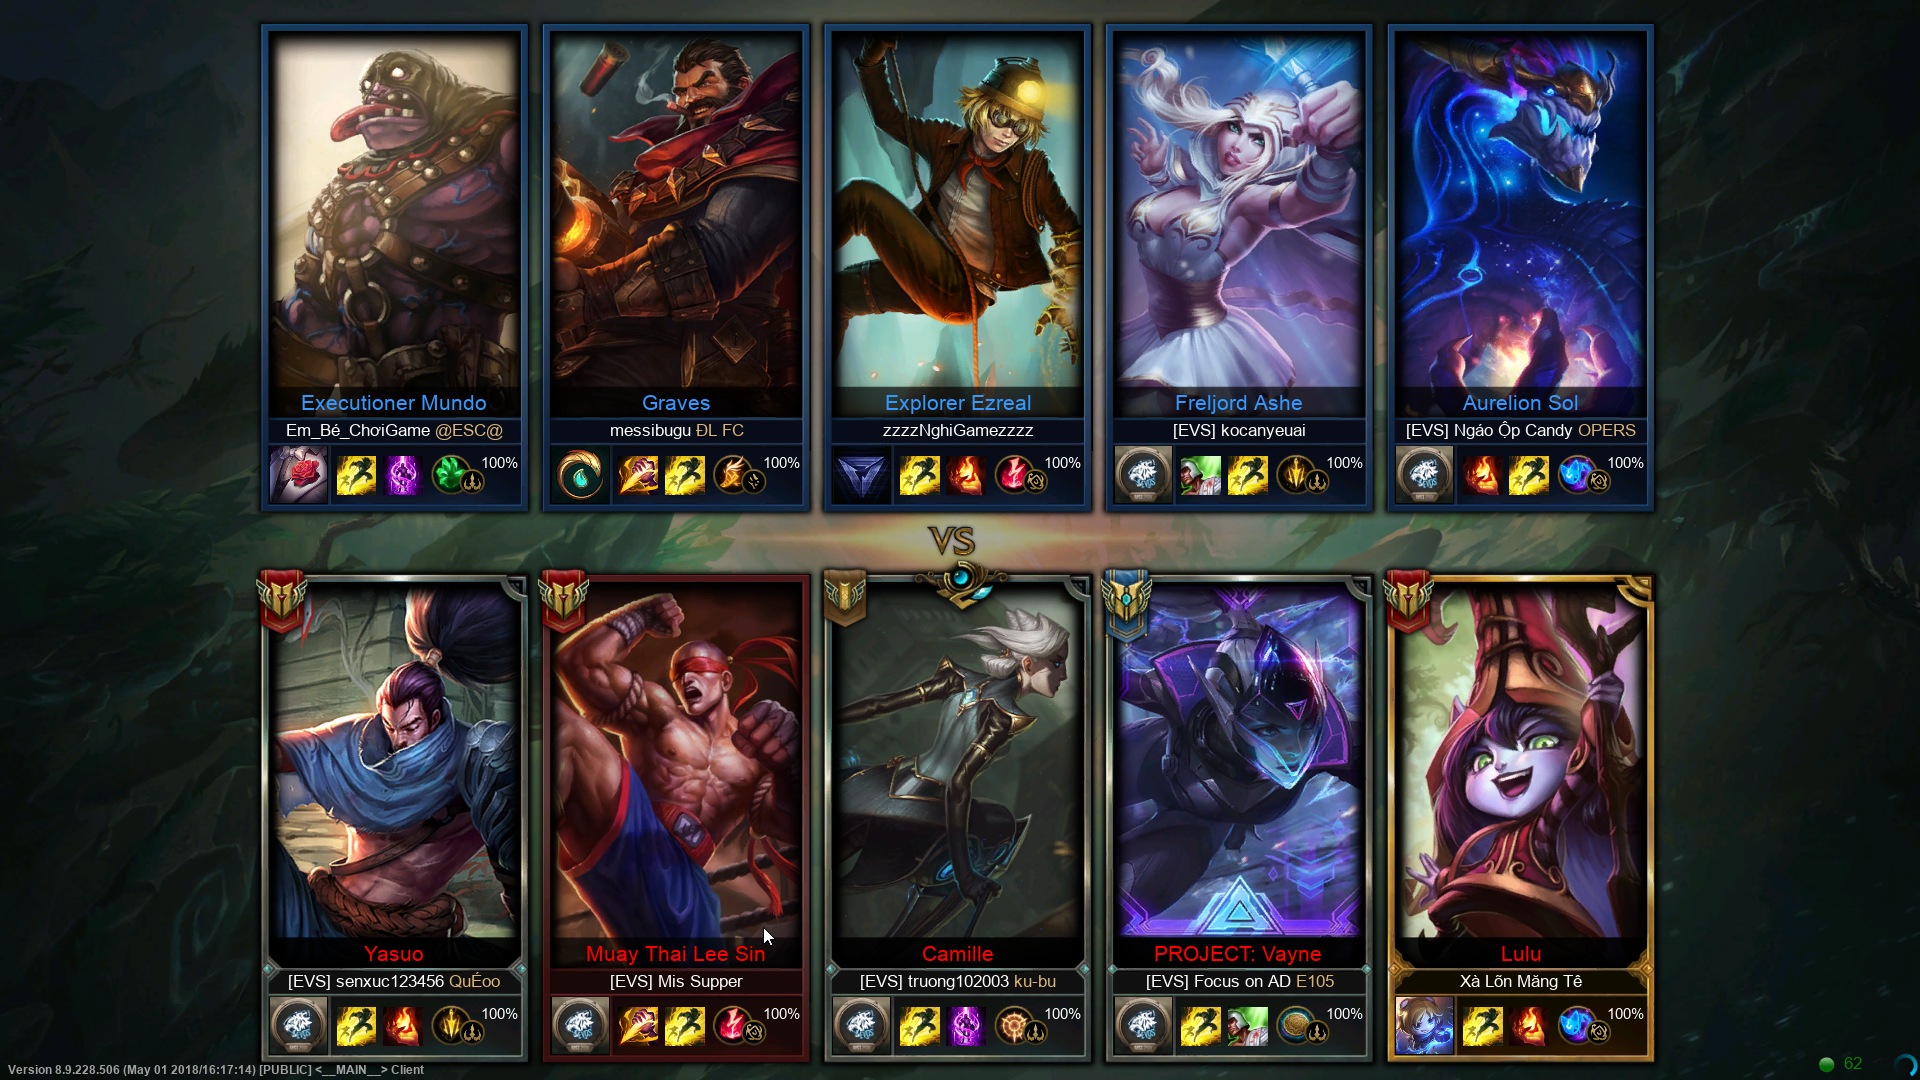 Executioner Mundo
Em_Bé_ChơiGame @ESC@
100%
Graves
messibugu ĐL FC
100%
Explorer Ezreal
zzzzNghiGamezzzz
100%
Freljord Ashe
[EVS] kocanyeuai
100%
Aurelion Sol
[EVS] Ngáo Ộp Candy OPERS
100%
VS
Yasuo
[EVS] senxuc123456 QuÉoo
100%
Muay Thai Lee Sin
[EVS] Mis Supper
100%
Camille
[EVS] truong102003 ku-bu
100%
PROJECT: Vayne
[EVS] Focus on AD E105
100%
Lulu
Xà Lỗn Măng Tê
100%
Version 8.9.228.506 (May 01 2018/16:17:14) [PUBLIC] <__MAIN__> Client
62